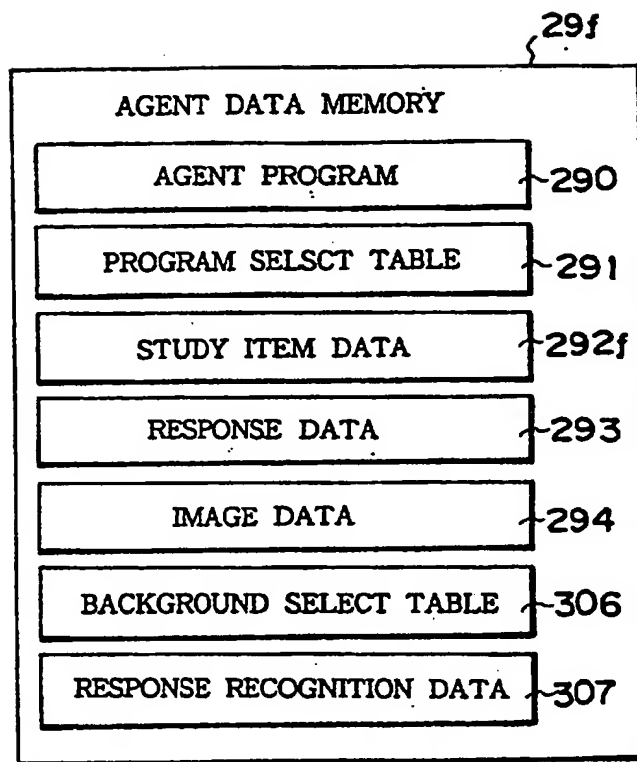 29f
AGENT DATA MEMORY
AGENT PROGRAM 290
PROGRAM SELSCT TABLE 291
STUDY ITEM DATA 292f
RESPONSE DATA 293
IMAGE DATA 294
BACKGROUND SELECT TABLE 306
RESPONSE RECOGNITION DATA 307